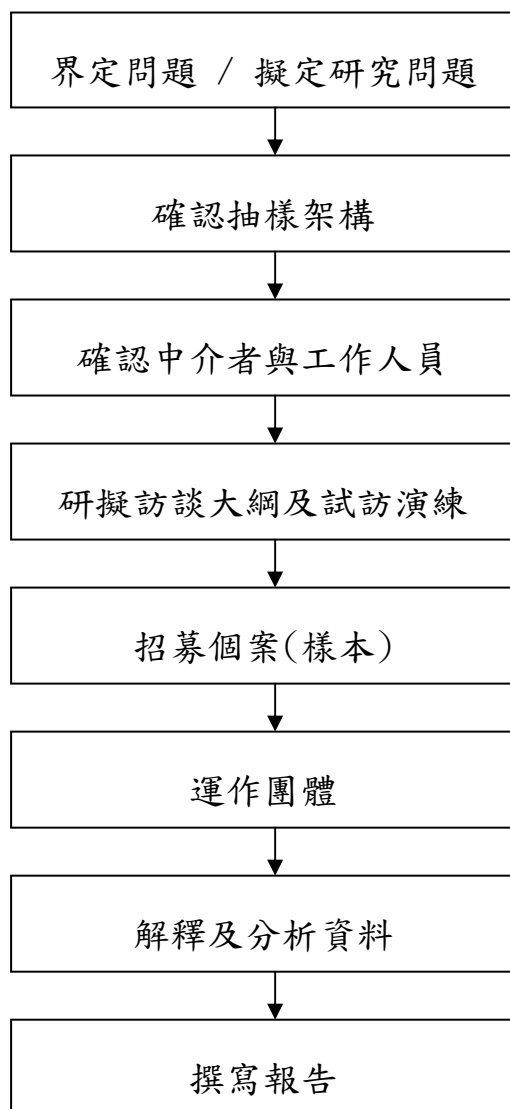 界定問題 / 擬定研究問題
確認抽樣架構
確認中介者與工作人員
研擬訪談大綱及試訪演練
招募個案(樣本)
運作團體
解釋及分析資料
撰寫報告